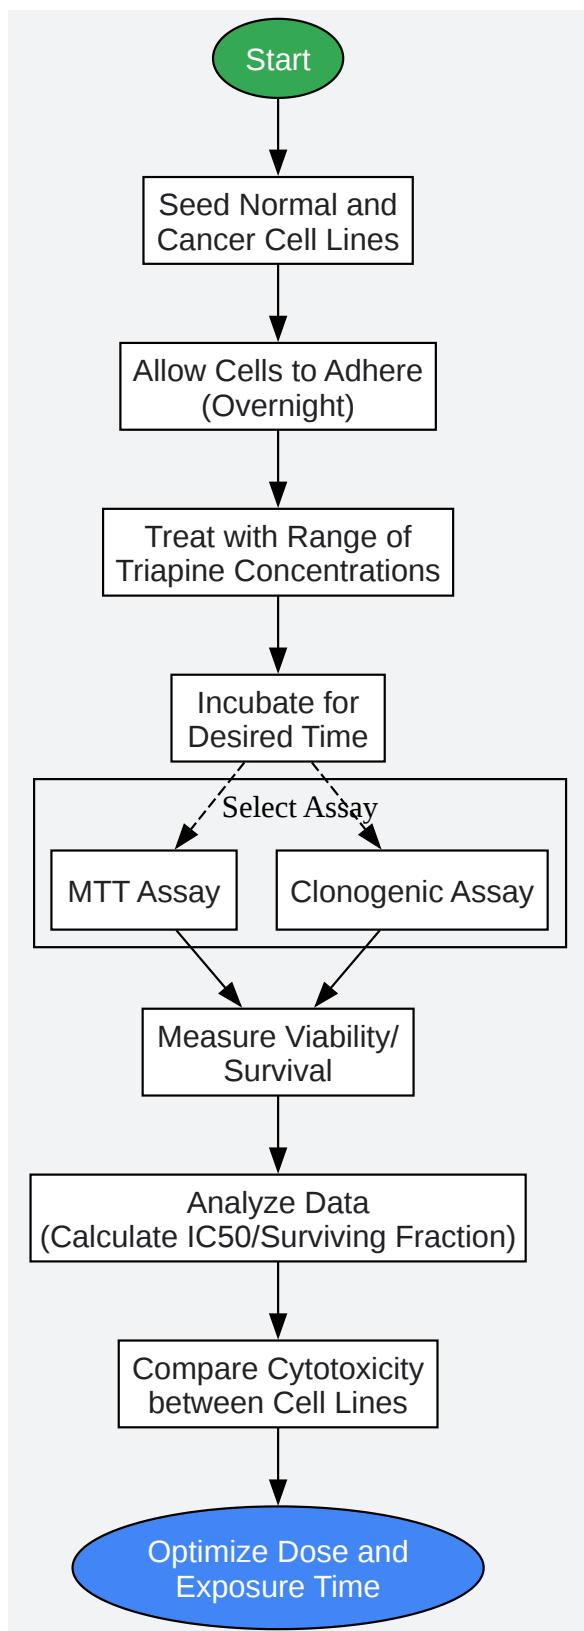 Start
Seed Normal and
Cancer Cell Lines
Allow Cells to Adhere
(Overnight)
Treat with Range of
Triapine Concentrations
Incubate for
Desired Time
Select Assay
MTT Assay
Clonogenic Assay
Measure Viability/
Survival
Analyze Data
(Calculate IC50/Surviving Fraction)
Compare Cytotoxicity
between Cell Lines
Optimize Dose and
Exposure Time